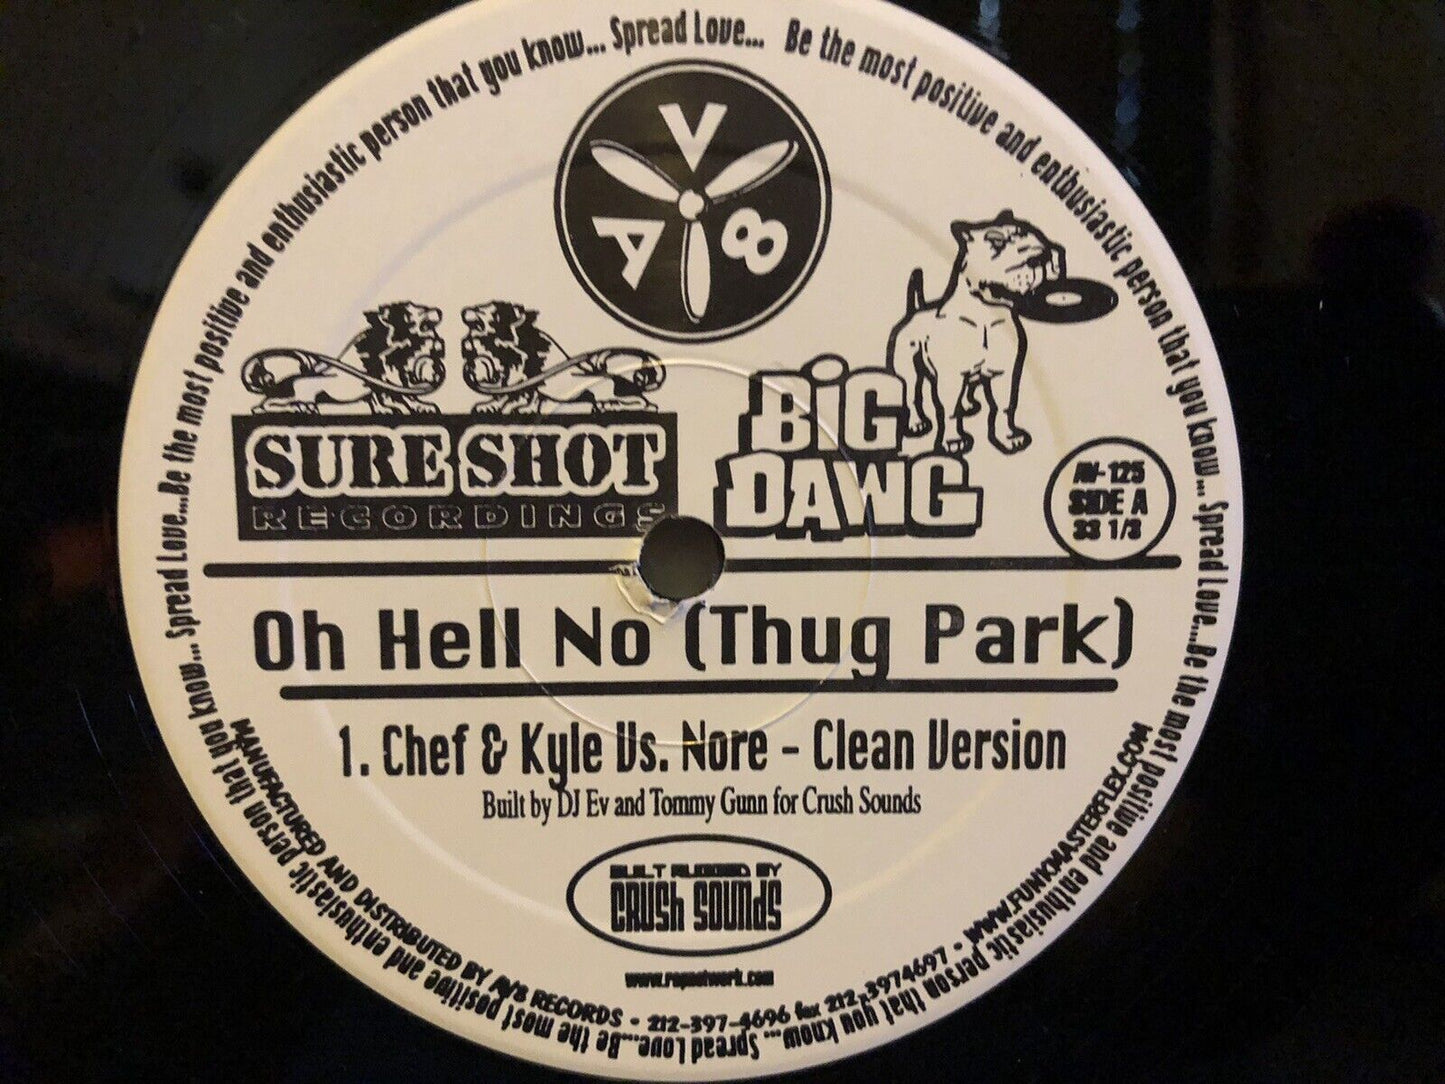 Be the most positive and enthusiastic person that you know... Spread Love... Be the most positive and enthusiastic person that you know... Spread Love...Be the most positive and enthusiastic person that you know... Spread Love...Be the most positive and enthusiastic person that you know... Spread Love...
AV8
SURE SHOT
RECORDINGS
BiG
DAWG
AV-125
SIDE A
33 1/3
Oh Hell No (Thug Park)
1. Chef & Kyle Vs. Nore - Clean Version
Built by DJ Ev and Tommy Gunn for Crush Sounds
BUILT RUGGED BY
CRUSH SOUNDS
MANUFACTURED AND DISTRIBUTED BY AV8 RECORDS - 212-397-4696 fax 212.3974697 - WWW.FUNKMASTERFLEX.COM